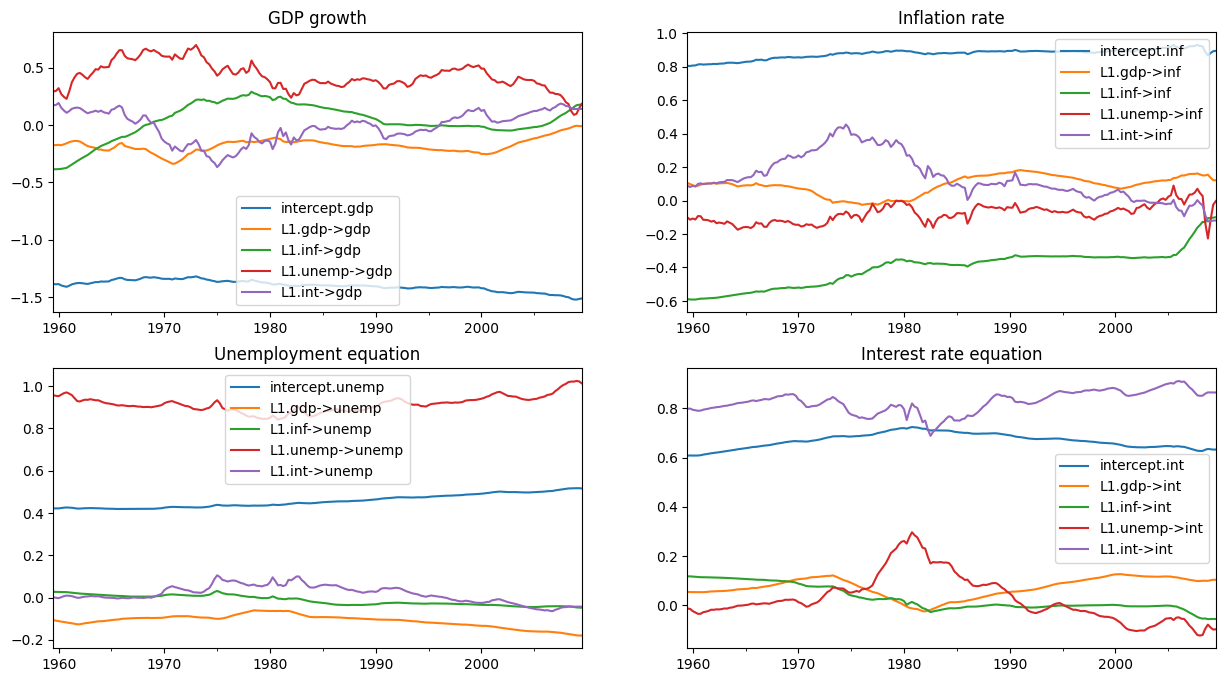 GDP growth
0.5
0.0
−0.5
−1.0
−1.5
intercept.gdp
L1.gdp->gdp
L1.inf->gdp
L1.unemp->gdp
L1.int->gdp
1960 1970 1980 1990 2000
Inflation rate
1.0
0.8
0.6
0.4
0.2
0.0
−0.2
−0.4
−0.6
intercept.inf
L1.gdp->inf
L1.inf->inf
L1.unemp->inf
L1.int->inf
1960 1970 1980 1990 2000
Unemployment equation
1.0
0.8
0.6
0.4
0.2
0.0
−0.2
intercept.unemp
L1.gdp->unemp
L1.inf->unemp
L1.unemp->unemp
L1.int->unemp
1960 1970 1980 1990 2000
Interest rate equation
0.8
0.6
0.4
0.2
0.0
intercept.int
L1.gdp->int
L1.inf->int
L1.unemp->int
L1.int->int
1960 1970 1980 1990 2000